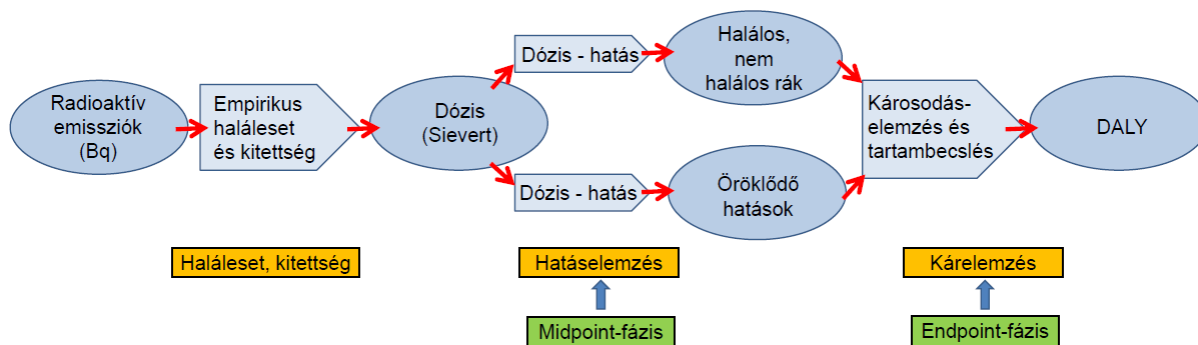 Radioaktív
emissziók
(Bq)
Empirikus
haláleset
és kitettség
Dózis
(Sievert)
Dózis - hatás
Halálos,
nem
halálos rák
Dózis - hatás
Öröklődő
hatások
Károsodás-
elemzés és
tartambecslés
DALY
Haláleset, kitettség
Hatáselemzés
Kárelemzés
Midpoint-fázis
Endpoint-fázis